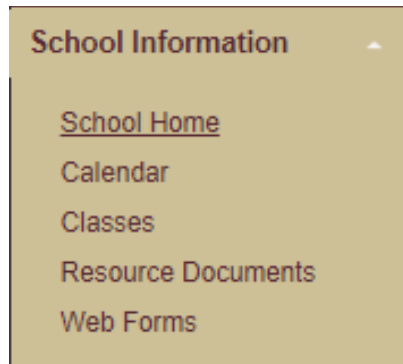 School Information
School Home
Calendar
Classes
Resource Documents
Web Forms